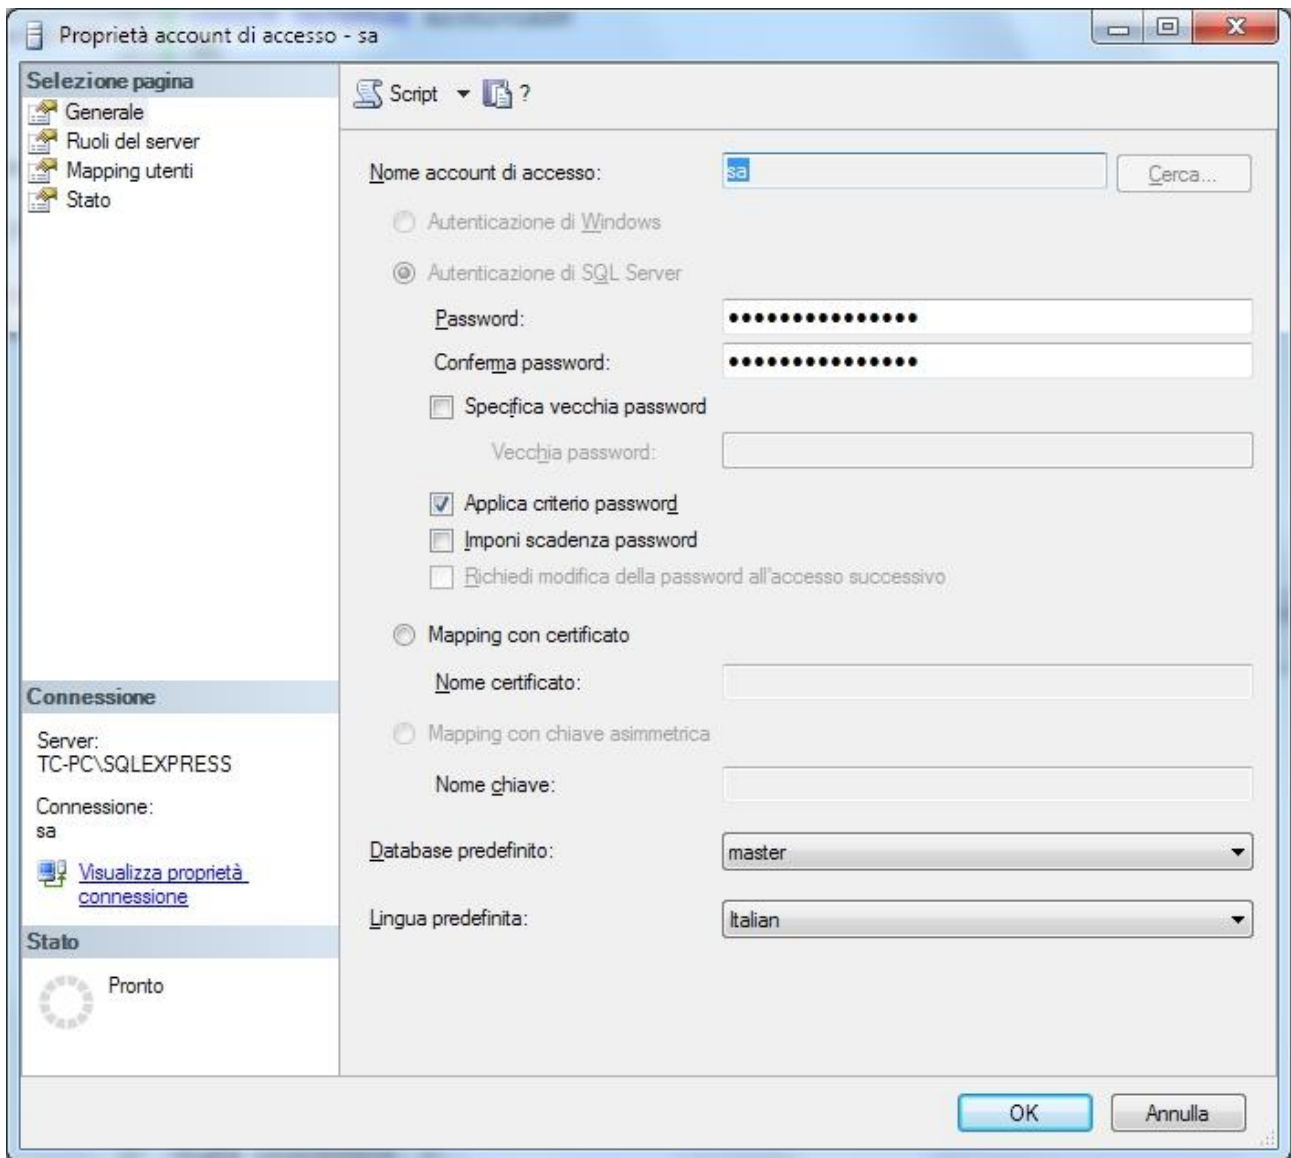 Proprietà account di accesso - sa
Selezione pagina
Generale
Ruoli del server
Mapping utenti
Stato
Script ?
Nome account di accesso: sa Cerca...
Autenticazione di Windows
Autenticazione di SQL Server
Password: ●●●●●●●●●●●●●●●
Conferma password: ●●●●●●●●●●●●●●●
Specifica vecchia password
Vecchia password:
Applica criterio password
Imponi scadenza password
Richiedi modifica della password all'accesso successivo
Mapping con certificato
Nome certificato:
Mapping con chiave asimmetrica
Nome chiave:
Database predefinito: master
Lingua predefinita: Italian
Connessione
Server:
TC-PC\SQLEXPRESS
Connessione:
sa
Visualizza proprietà
connessione
Stato
Pronto
OK Annulla